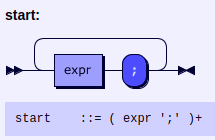 start:
expr ;
start ::= ( expr ';' )+